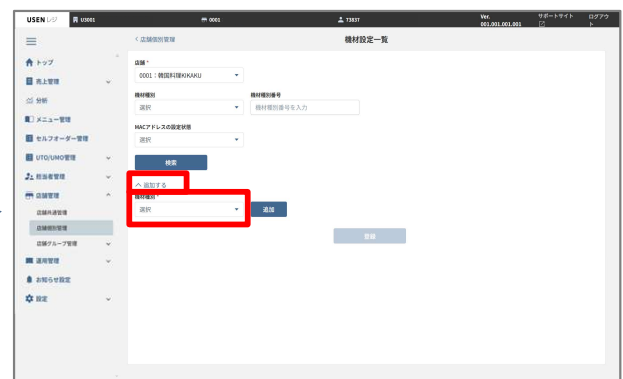 USEN レジ
U3001
0001
73837
Ver.
001.001.001.001
サポートサイト
ログアウ
ト
トップ
売上管理
分析
メニュー管理
セルフオーダー管理
UTO/UMO管理
担当者管理
店舗管理
店舗共通管理
店舗個別管理
店舗グループ管理
運用管理
お知らせ設定
設定
< 店舗個別管理
機材設定一覧
店舗 *
0001：韓国料理KIKAKU
機材種別
機材種別番号
選択
機材種別番号を入力
MACアドレスの設定状態
選択
検索
追加する
機材種別 *
選択
追加
登録